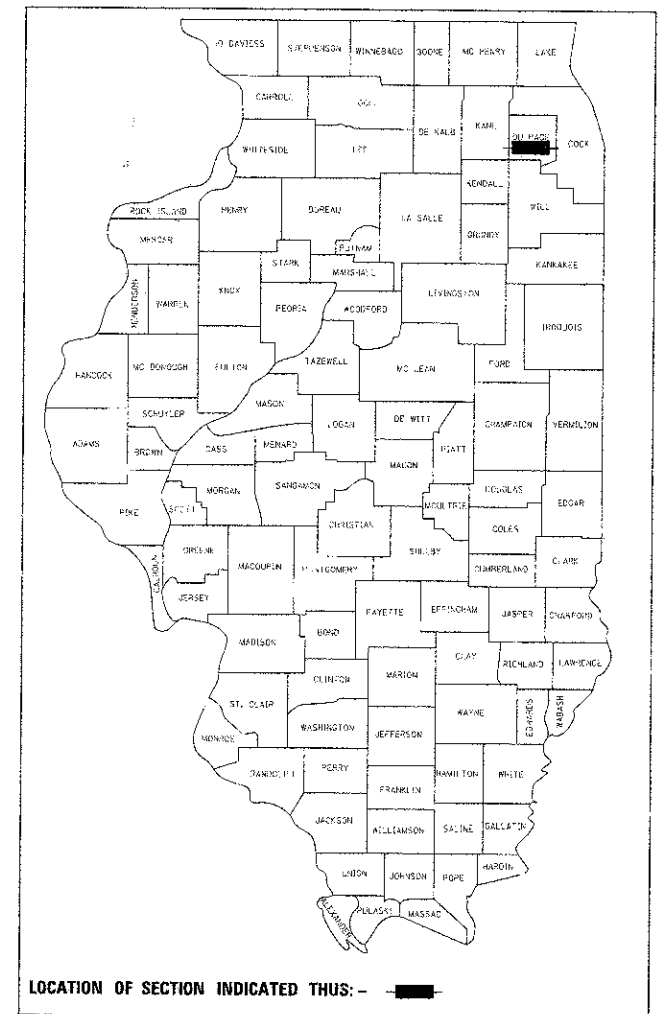 JO DAVIESS STEPHENSON WINNEBAGO BOONE MC HENRY LAKE
CARROLL OGLE DE KALB KANE DU PAGE COOK
WHITESIDE LEE
KENDALL WILL
ROCK ISLAND HENRY BUREAU LA SALLE GRUNDY
MERCER PUTNAM KANKAKEE
STARK MARSHALL
HENDERSON WARREN KNOX PEORIA WOODFORD LIVINGSTON IROQUOIS
HANCOCK MC DONOUGH FULTON TAZEWELL MC LEAN FORD
MASON
SCHUYLER LOGAN DE WITT CHAMPAIGN VERMILION
ADAMS BROWN CASS MENARD PIATT
MACON
MORGAN SANGAMON DOUGLAS EDGAR
PIKE SCOTT CHRISTIAN MOULTRIE
COLES
GREENE MACOUPIN MONTGOMERY SHELBY CUMBERLAND CLARK
CALHOUN JERSEY
FAYETTE EFFINGHAM JASPER CRAWFORD
MADISON BOND
CLAY RICHLAND LAWRENCE
CLINTON MARION
ST. CLAIR WAYNE EDWARDS WABASH
MONROE WASHINGTON JEFFERSON
RANDOLPH PERRY HAMILTON WHITE
FRANKLIN
JACKSON WILLIAMSON SALINE GALLATIN
UNION JOHNSON POPE HARDIN
ALEXANDER PULASKI MASSAC
LOCATION OF SECTION INDICATED THUS: -